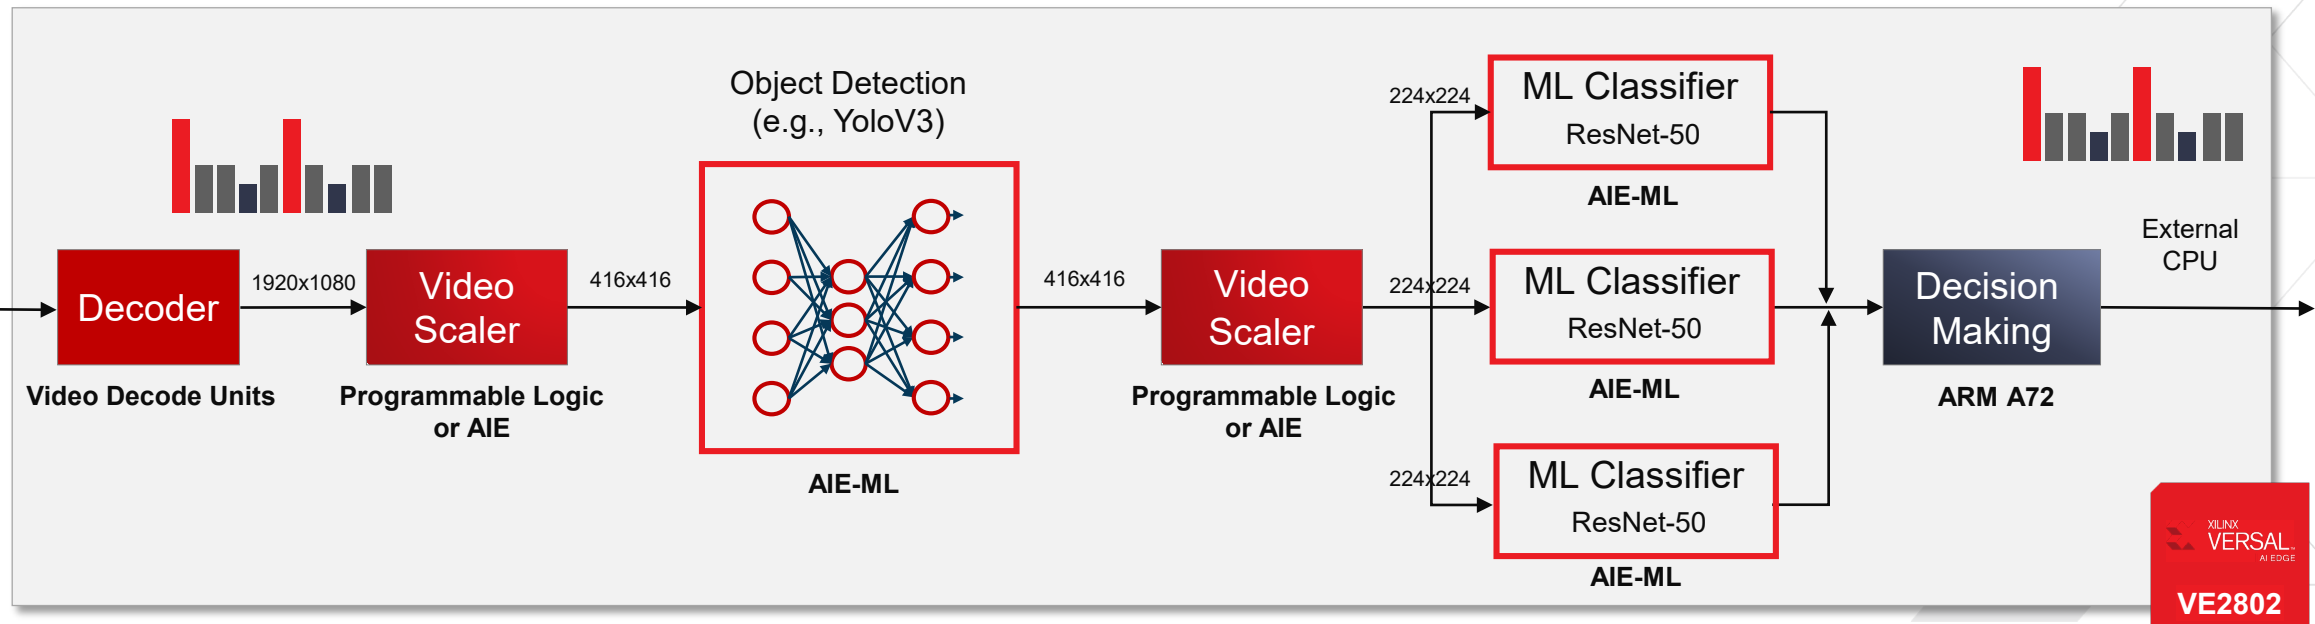 Decoder
Video Decode Units
1920x1080
Video
Scaler
Programmable Logic
or AIE
416x416
Object Detection
(e.g., YoloV3)
AIE-ML
416x416
Video
Scaler
Programmable Logic
or AIE
224x224
ML Classifier
ResNet-50
AIE-ML
224x224
ML Classifier
ResNet-50
AIE-ML
224x224
ML Classifier
ResNet-50
AIE-ML
Decision
Making
ARM A72
External
CPU
XILINX
VERSAL
AI EDGE
VE2802